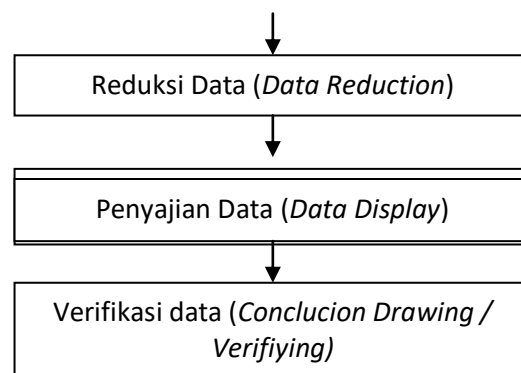 Reduksi Data (Data Reduction)
Penyajian Data (Data Display)
Verifikasi data (Conclucion Drawing /
Verifiying)